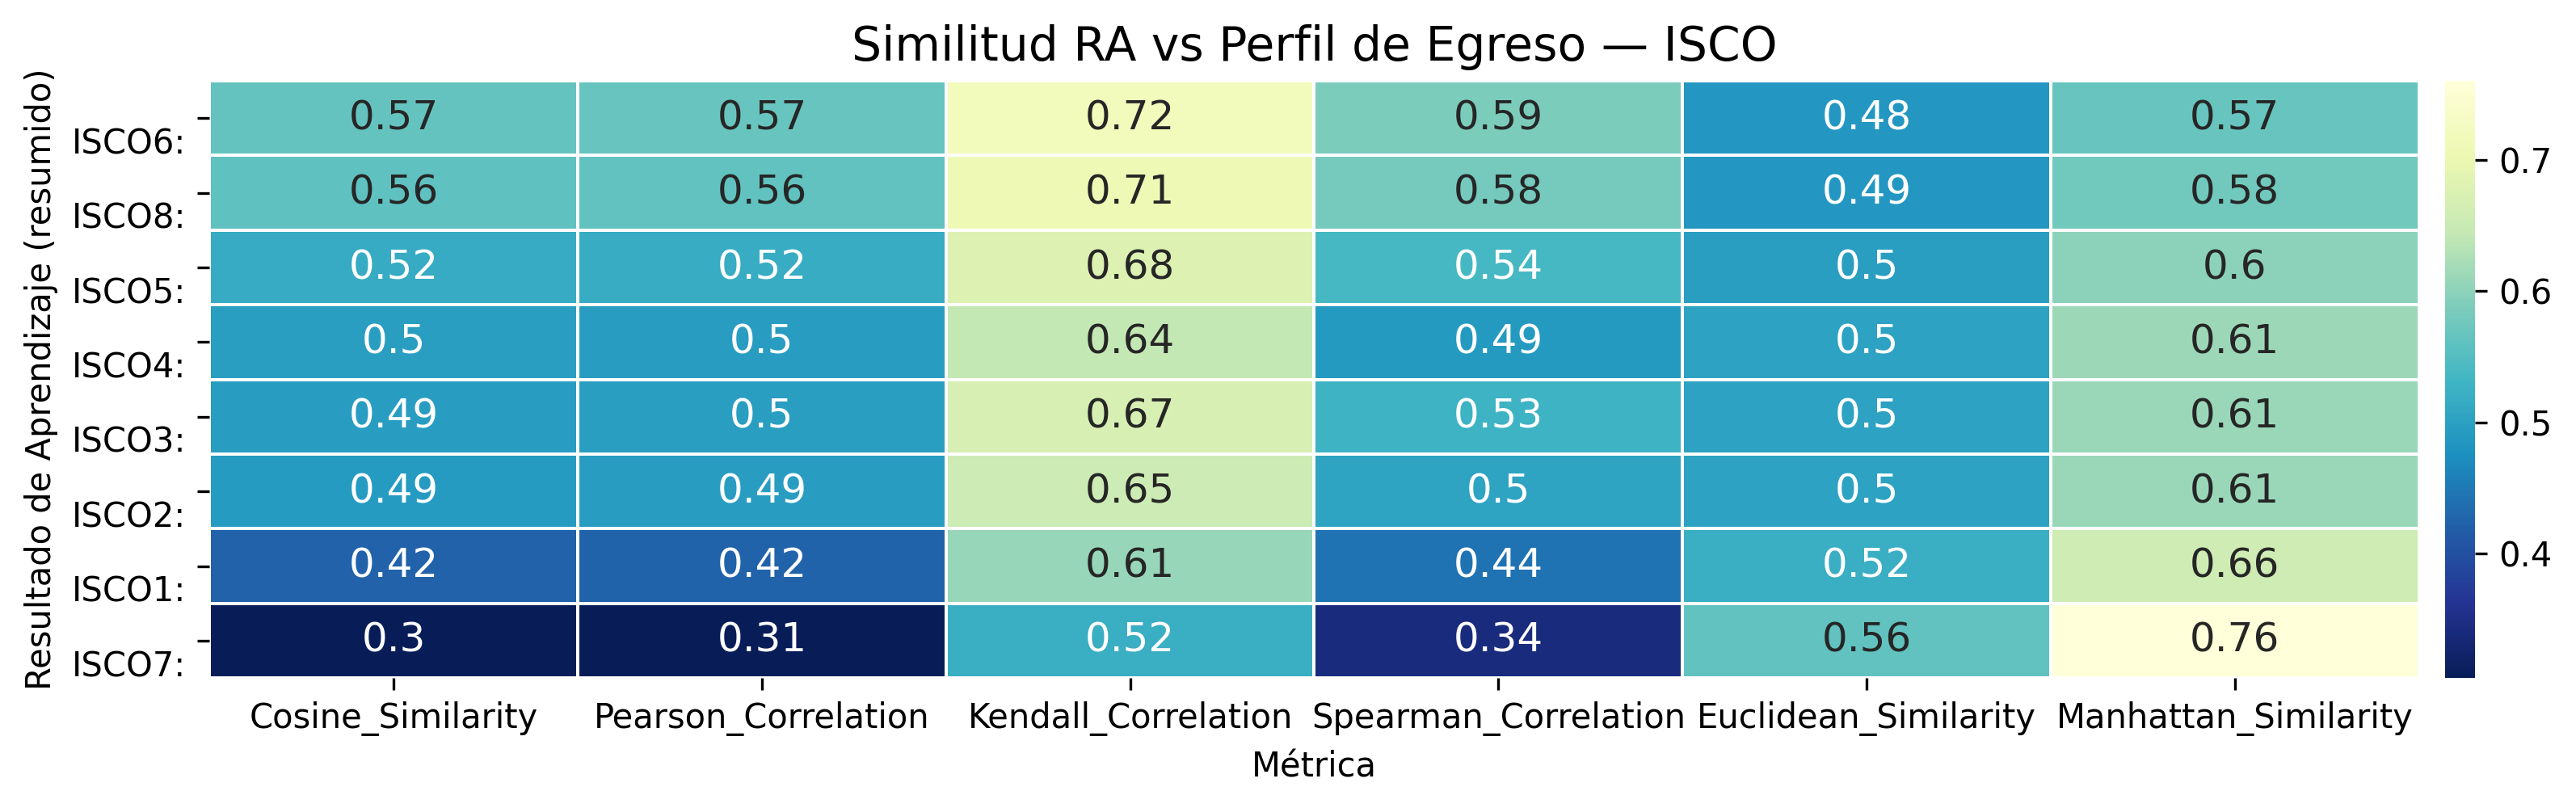 Similitud RA vs Perfil de Egreso — ISCO
Resultado de Aprendizaje (resumido)
ISCO6: 0.57 0.57 0.72 0.59 0.48 0.57
ISCO8: 0.56 0.56 0.71 0.58 0.49 0.58
ISCO5: 0.52 0.52 0.68 0.54 0.5 0.6
ISCO4: 0.5 0.5 0.64 0.49 0.5 0.61
ISCO3: 0.49 0.5 0.67 0.53 0.5 0.61
ISCO2: 0.49 0.49 0.65 0.5 0.5 0.61
ISCO1: 0.42 0.42 0.61 0.44 0.52 0.66
ISCO7: 0.3 0.31 0.52 0.34 0.56 0.76
Cosine_Similarity Pearson_Correlation Kendall_Correlation Spearman_Correlation Euclidean_Similarity Manhattan_Similarity
Métrica
0.7
0.6
0.5
0.4